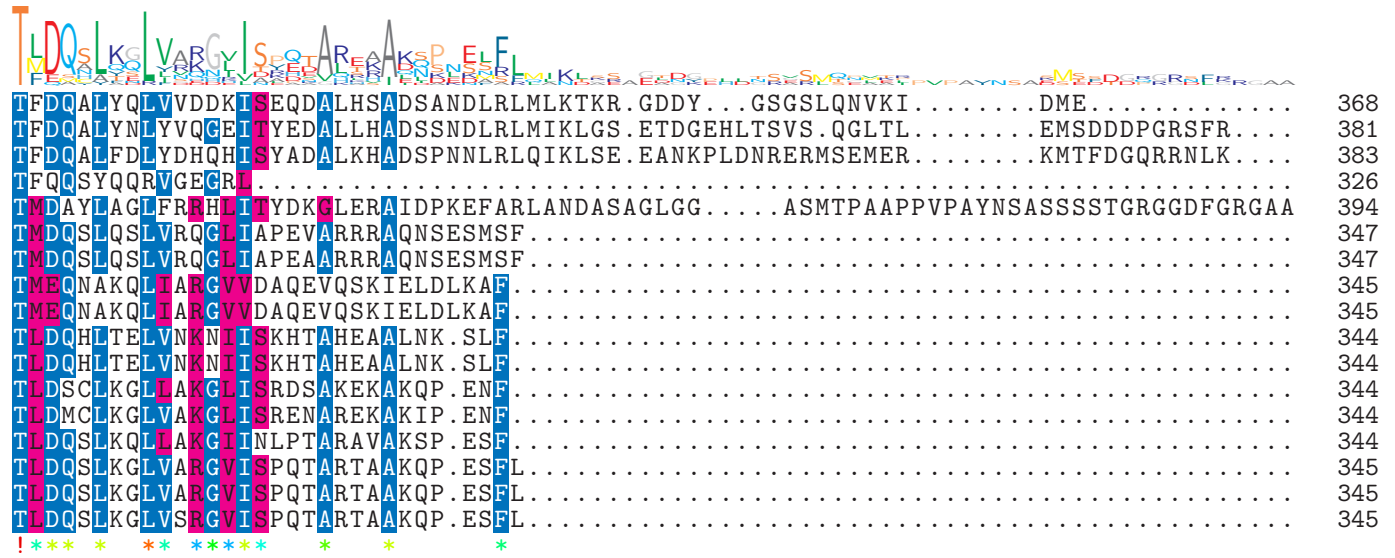 TFDQALYQLVVDDKISEQDALHSADSANDLRLMLKTKR.GDDY...GSGSLQNVKI........DME............. 368
TFDQALYNLYVQGEITYEDALLHADSSNDLRLMIKLGS.ETDGEHLTSVS.QGLTL........EMSDDDPGRSFR.... 381
TFDQALFDLYDHQHISYADALKHADSPNNLRLQIKLSE.EANKPLDNRERMSEMER........KMTFDGQRRNLK.... 383
TFQQSYQQRVGEGRL................................................................. 326
TMDAYLAGLFRRHLITYDKGLERAIDPKEFARLANDASAGLGG.....ASMTPAAPPVPAYNSASSSSTGRGGDFGRGAA 394
TMDQSLQSLVRQGLIAPEVARRRAQNSESMSF................................................ 347
TMDQSLQSLVRQGLIAPEAARRRAQNSESMSF................................................ 347
TMEQNAKQLIARGVVDAQEVQSKIELDLKAF................................................. 345
TMEQNAKQLIARGVVDAQEVQSKIELDLKAF................................................. 345
TLDQHLTELVNKNIISKHTAHEAALNK.SLF................................................. 344
TLDQHLTELVNKNIISKHTAHEAALNK.SLF................................................. 344
TLDSCLKGLLAKGLISRDSAKEKAKQP.ENF................................................. 344
TLDMCLKGLVAKGLISRENAREKAKIP.ENF................................................. 344
TLDQSLKQLLAKGIINLPTARAVAKSP.ESF................................................. 344
TLDQSLKGLVARGVISPQTARTAAKQP.ESFL................................................ 345
TLDQSLKGLVARGVISPQTARTAAKQP.ESFL................................................ 345
TLDQSLKGLVSRGVISPQTARTAAKQP.ESFL................................................ 345
!*** *  ** *****   *   *      *